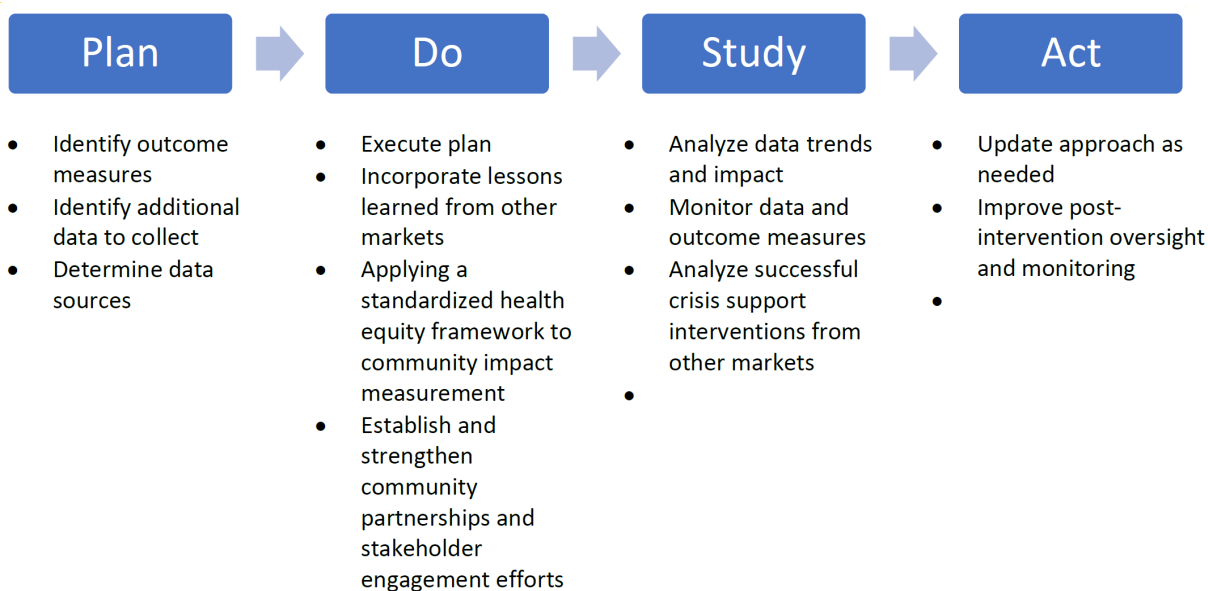 Plan
Do
Study
Act
• Identify outcome
measures
• Identify additional
data to collect
• Determine data
sources
• Execute plan
• Incorporate lessons
learned from other
markets
• Applying a
standardized health
equity framework to
community impact
measurement
• Establish and
strengthen
community
partnerships and
stakeholder
engagement efforts
• Analyze data trends
and impact
• Monitor data and
outcome measures
• Analyze successful
crisis support
interventions from
other markets
•
• Update approach as
needed
• Improve post-
intervention oversight
and monitoring
•